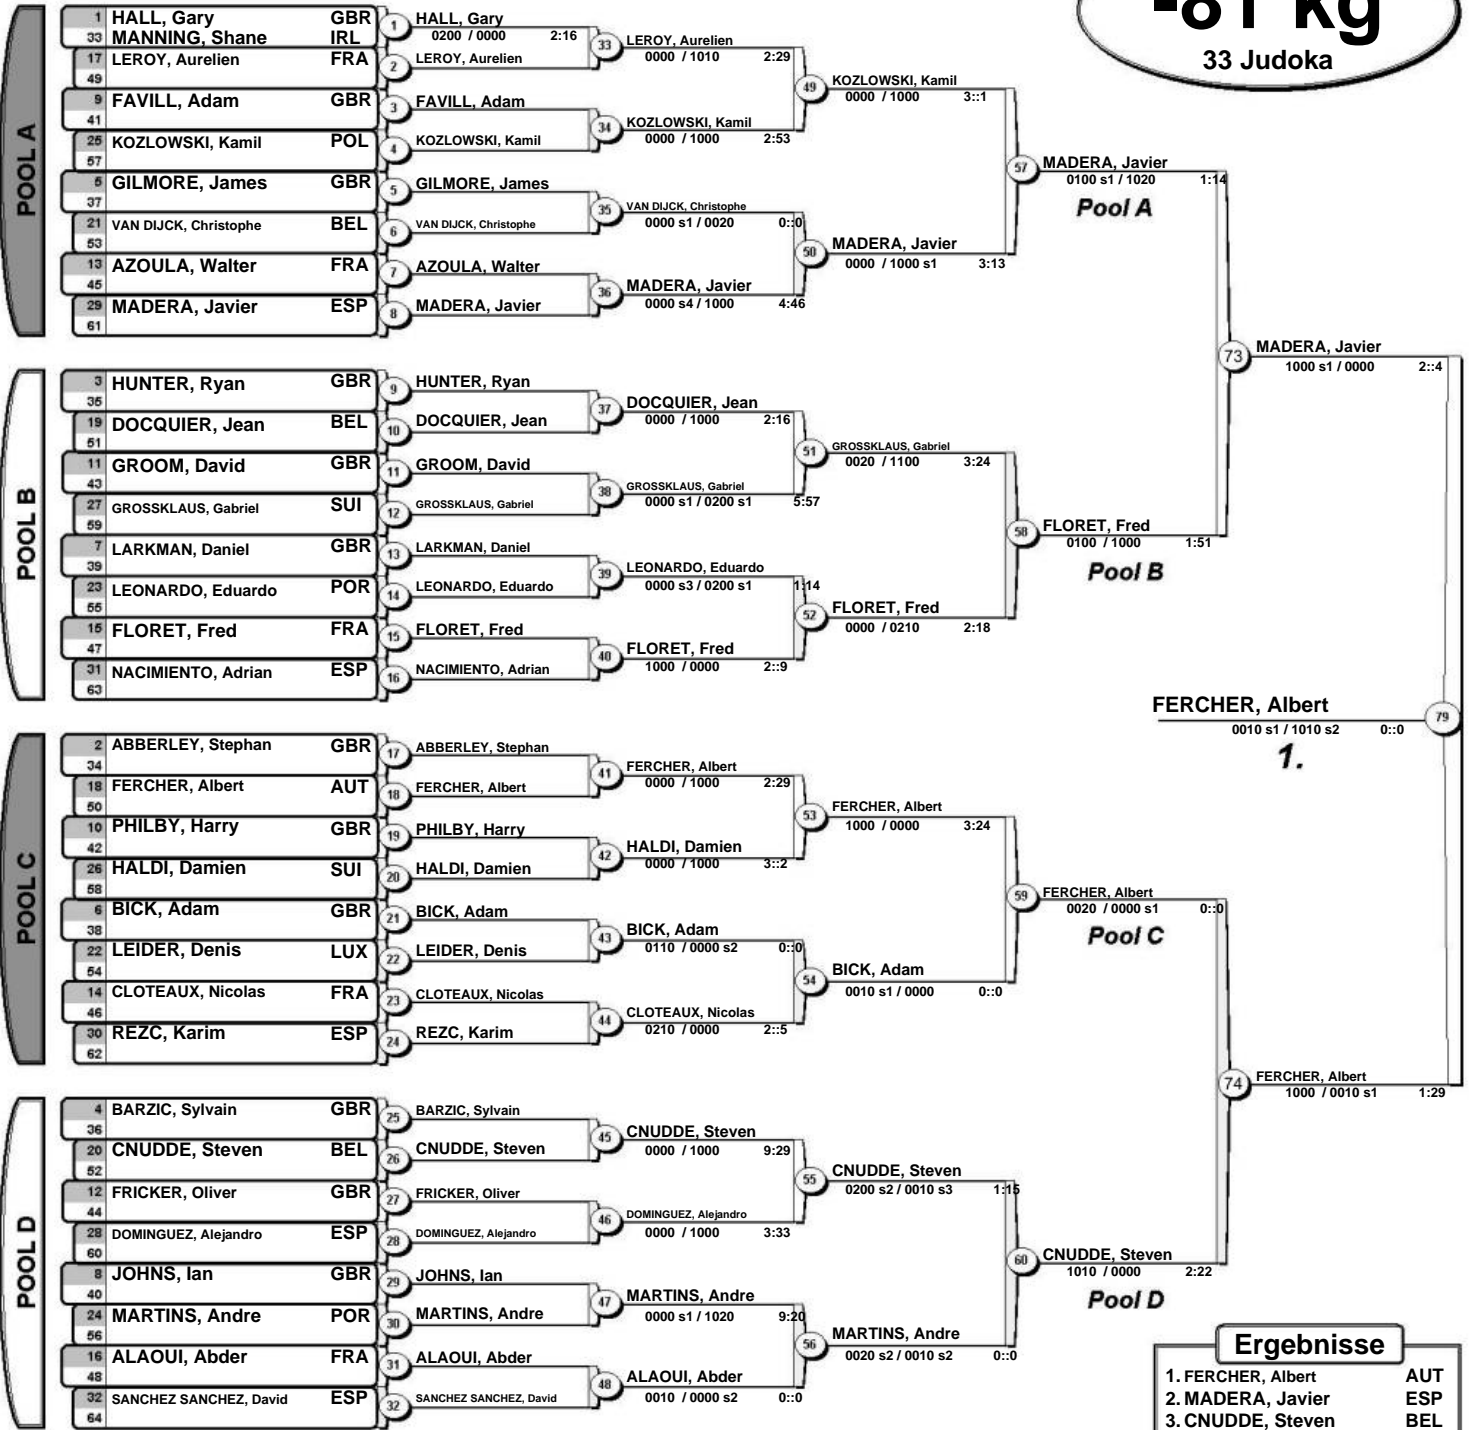 -81 kg
33 Judoka
POOL A
1 HALL, Gary GBR
33 MANNING, Shane IRL
17 LEROY, Aurelien FRA
49
9 FAVILL, Adam GBR
41
25 KOZLOWSKI, Kamil POL
57
5 GILMORE, James GBR
37
21 VAN DIJCK, Christophe BEL
53
13 AZOULA, Walter FRA
45
29 MADERA, Javier ESP
61
1 HALL, Gary
0200 / 0000 2:16
2 LEROY, Aurelien
3 FAVILL, Adam
4 KOZLOWSKI, Kamil
5 GILMORE, James
6 VAN DIJCK, Christophe
7 AZOULA, Walter
8 MADERA, Javier
33 LEROY, Aurelien
0000 / 1010 2:29
34 KOZLOWSKI, Kamil
0000 / 1000 2:53
35 VAN DIJCK, Christophe
0000 s1 / 0020 0::0
36 MADERA, Javier
0000 s4 / 1000 4:46
49 KOZLOWSKI, Kamil
0000 / 1000 3::1
50 MADERA, Javier
0000 / 1000 s1 3:13
57 MADERA, Javier
0100 s1 / 1020 1:14
Pool A
POOL B
3 HUNTER, Ryan GBR
35
19 DOCQUIER, Jean BEL
51
11 GROOM, David GBR
43
27 GROSSKLAUS, Gabriel SUI
59
7 LARKMAN, Daniel GBR
39
23 LEONARDO, Eduardo POR
55
15 FLORET, Fred FRA
47
31 NACIMIENTO, Adrian ESP
63
9 HUNTER, Ryan
10 DOCQUIER, Jean
11 GROOM, David
12 GROSSKLAUS, Gabriel
13 LARKMAN, Daniel
14 LEONARDO, Eduardo
15 FLORET, Fred
16 NACIMIENTO, Adrian
37 DOCQUIER, Jean
0000 / 1000 2:16
38 GROSSKLAUS, Gabriel
0000 s1 / 0200 s1 5:57
39 LEONARDO, Eduardo
0000 s3 / 0200 s1 1:14
40 FLORET, Fred
1000 / 0000 2::9
51 GROSSKLAUS, Gabriel
0020 / 1100 3:24
52 FLORET, Fred
0000 / 0210 2:18
58 FLORET, Fred
0100 / 1000 1:51
Pool B
73 MADERA, Javier
1000 s1 / 0000 2::4
FERCHER, Albert 79
0010 s1 / 1010 s2 0::0
1.
POOL C
2 ABBERLEY, Stephan GBR
34
18 FERCHER, Albert AUT
50
10 PHILBY, Harry GBR
42
26 HALDI, Damien SUI
58
6 BICK, Adam GBR
38
22 LEIDER, Denis LUX
54
14 CLOTEAUX, Nicolas FRA
46
30 REZC, Karim ESP
62
17 ABBERLEY, Stephan
18 FERCHER, Albert
19 PHILBY, Harry
20 HALDI, Damien
21 BICK, Adam
22 LEIDER, Denis
23 CLOTEAUX, Nicolas
24 REZC, Karim
41 FERCHER, Albert
0000 / 1000 2:29
42 HALDI, Damien
0000 / 1000 3::2
43 BICK, Adam
0110 / 0000 s2 0::0
44 CLOTEAUX, Nicolas
0210 / 0000 2::5
53 FERCHER, Albert
1000 / 0000 3:24
54 BICK, Adam
0010 s1 / 0000 0::0
59 FERCHER, Albert
0020 / 0000 s1 0::0
Pool C
POOL D
4 BARZIC, Sylvain GBR
36
20 CNUDDE, Steven BEL
52
12 FRICKER, Oliver GBR
44
28 DOMINGUEZ, Alejandro ESP
60
8 JOHNS, Ian GBR
40
24 MARTINS, Andre POR
56
16 ALAOUI, Abder FRA
48
32 SANCHEZ SANCHEZ, David ESP
64
25 BARZIC, Sylvain
26 CNUDDE, Steven
27 FRICKER, Oliver
28 DOMINGUEZ, Alejandro
29 JOHNS, Ian
30 MARTINS, Andre
31 ALAOUI, Abder
32 SANCHEZ SANCHEZ, David
45 CNUDDE, Steven
0000 / 1000 9:29
46 DOMINGUEZ, Alejandro
0000 / 1000 3:33
47 MARTINS, Andre
0000 s1 / 1020 9:20
48 ALAOUI, Abder
0010 / 0000 s2 0::0
55 CNUDDE, Steven
0200 s2 / 0010 s3 1:15
56 MARTINS, Andre
0020 s2 / 0010 s2 0::0
60 CNUDDE, Steven
1010 / 0000 2:22
Pool D
74 FERCHER, Albert
1000 / 0010 s1 1:29
Ergebnisse
1. FERCHER, Albert AUT
2. MADERA, Javier ESP
3. CNUDDE, Steven BEL